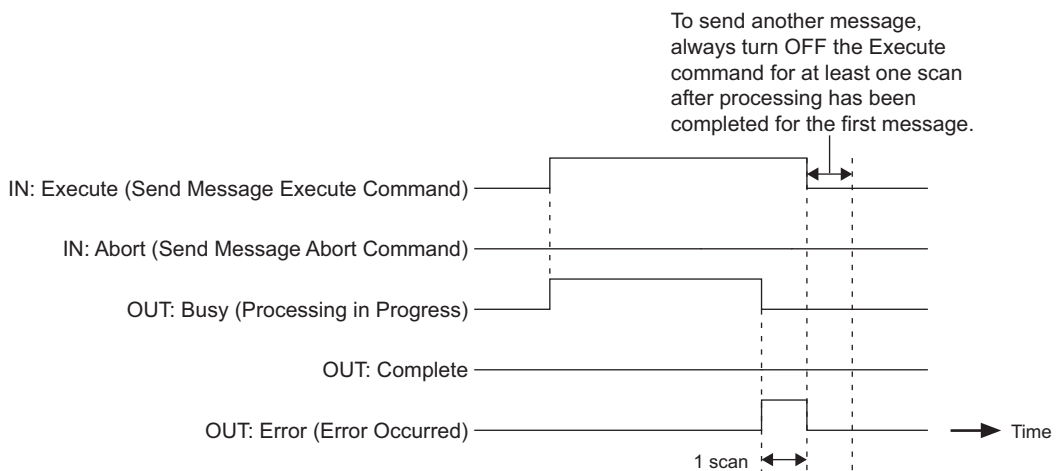 To send another message,
always turn OFF the Execute
command for at least one scan
after processing has been
completed for the first message.
IN: Execute (Send Message Execute Command)
IN: Abort (Send Message Abort Command)
OUT: Busy (Processing in Progress)
OUT: Complete
OUT: Error (Error Occurred)
Time
1 scan